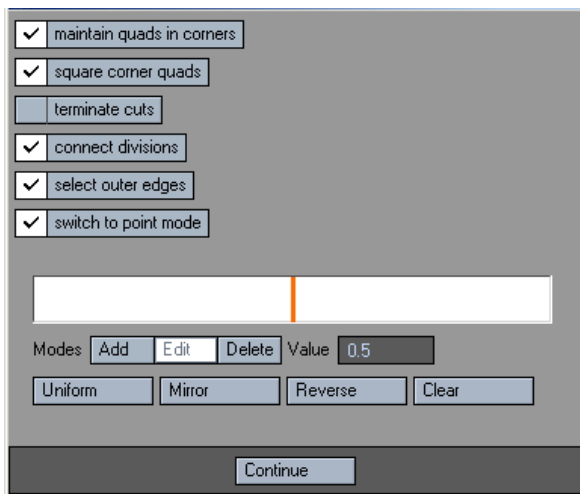 maintain quads in corners
square corner quads
terminate cuts
connect divisions
select outer edges
switch to point mode
Modes Add Edit Delete Value 0.5
Uniform Mirror Reverse Clear
Continue